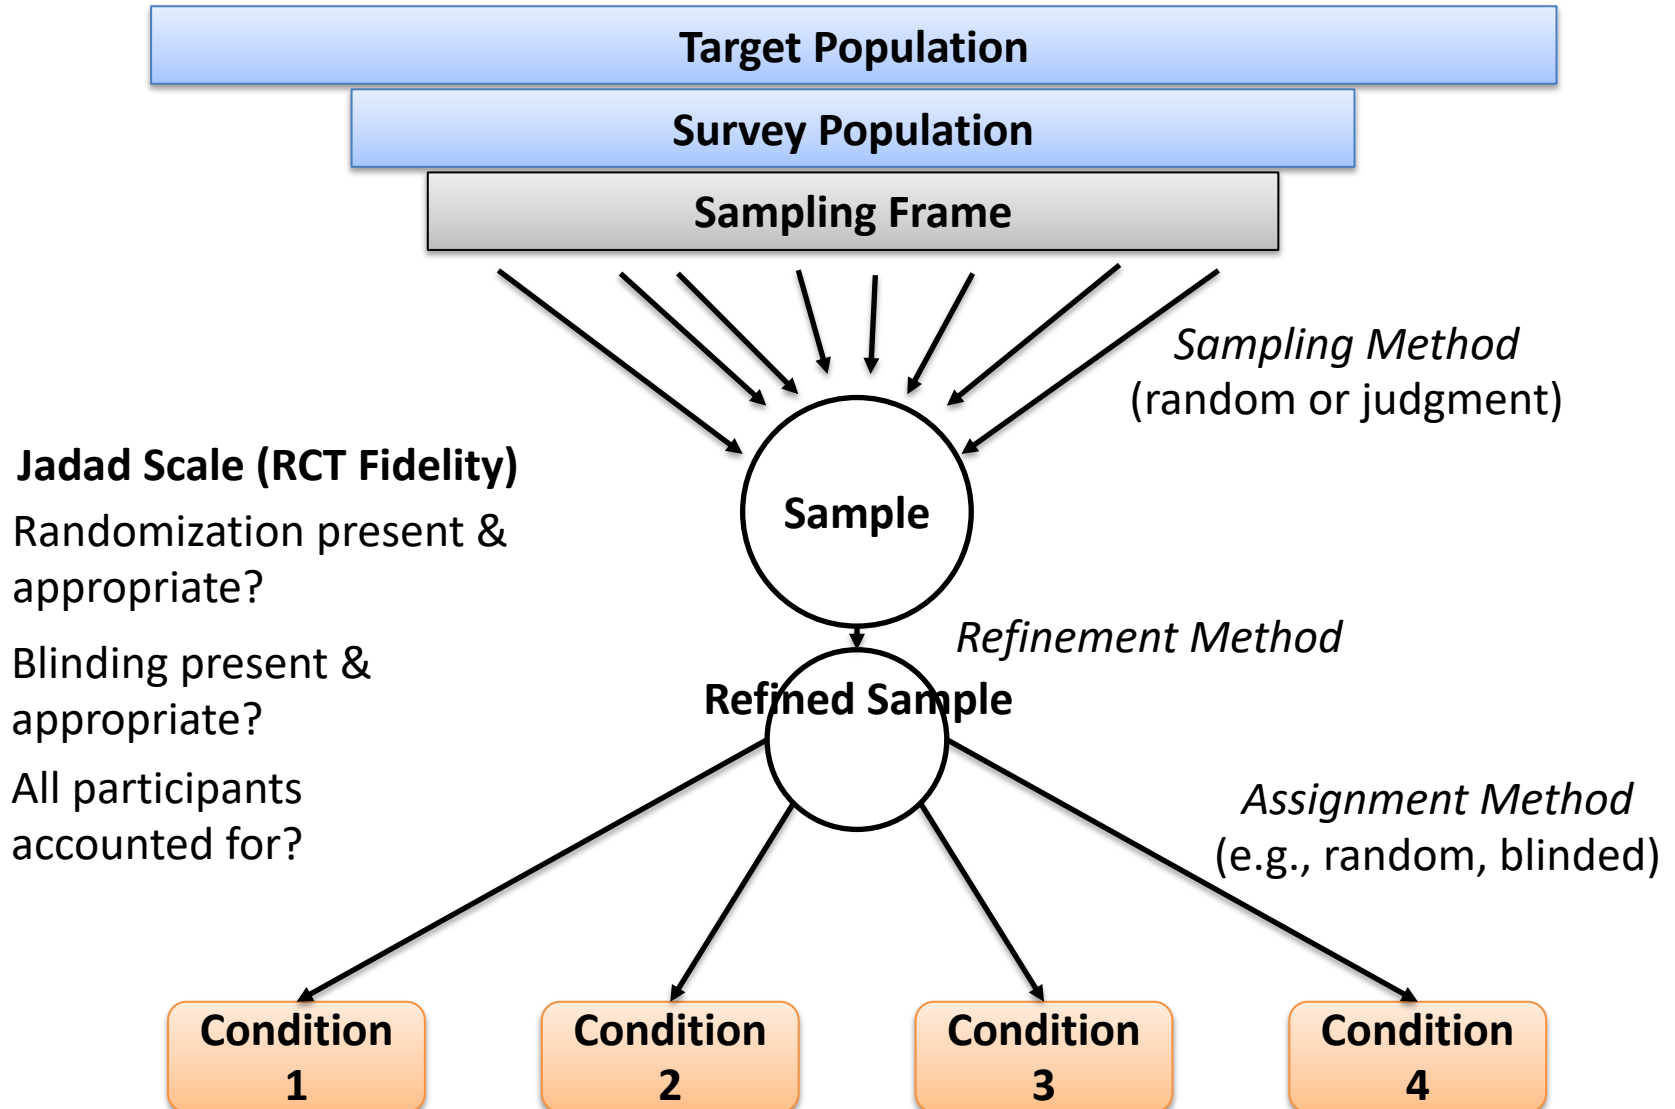 Target Population
Survey Population
Sampling Frame
Sampling Method
(random or judgment)
Jadad Scale (RCT Fidelity)
Randomization present &
appropriate?
Blinding present &
appropriate?
All participants
accounted for?
Sample
Refinement Method
Refined Sample
Assignment Method
(e.g., random, blinded)
Condition
1
Condition
2
Condition
3
Condition
4